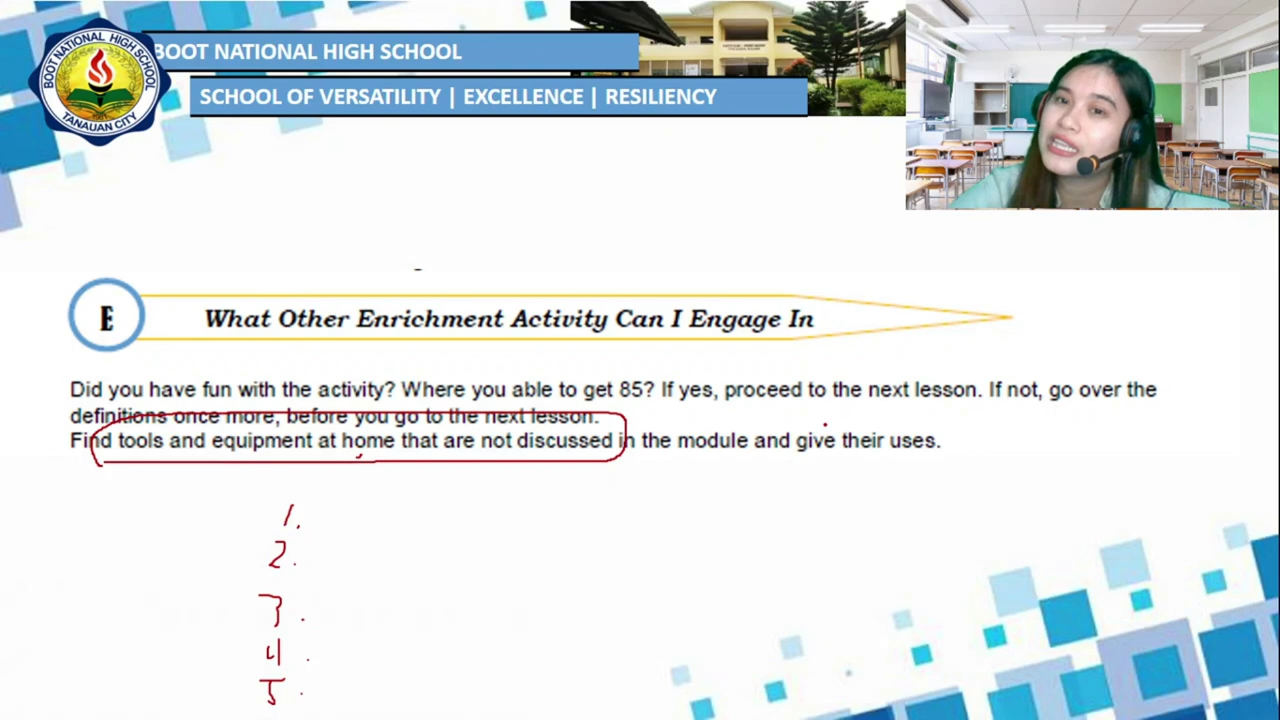 BOOT NATIONAL HIGH SCHOOL
SCHOOL OF VERSATILITY | EXCELLENCE | RESILIENCY
BOOT NATIONAL HIGH SCHOOL
TANAUAN CITY
E
What Other Enrichment Activity Can I Engage In
Did you have fun with the activity? Where you able to get 85? If yes, proceed to the next lesson. If not, go over the
definitions once more, before you go to the next lesson.
Find tools and equipment at home that are not discussed in the module and give their uses.
1.
2.
3.
4.
5.